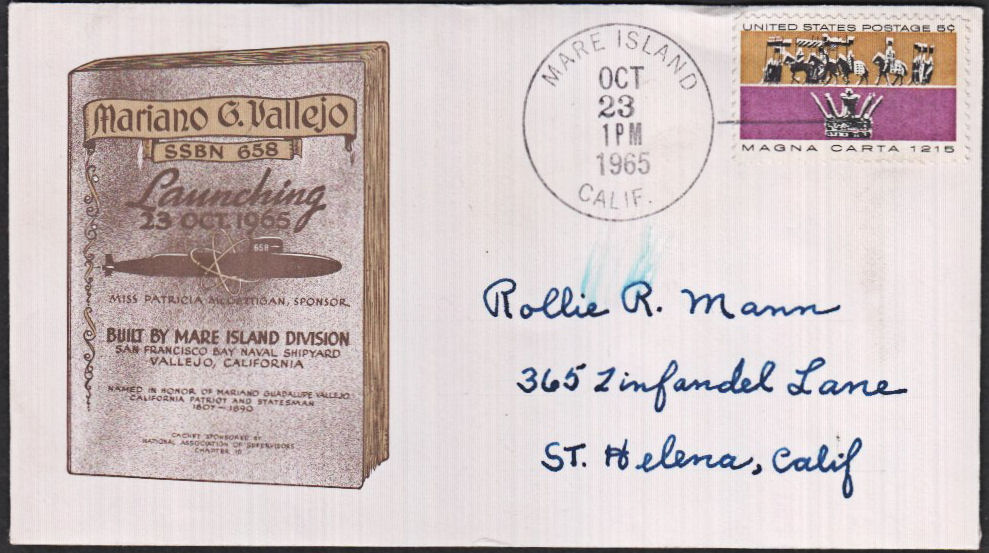 Mariano G. Vallejo
SSBN 658
Launching
23 OCT. 1965
658
MISS PATRICIA McGETTIGAN, SPONSOR
BUILT BY MARE ISLAND DIVISION
SAN FRANCISCO BAY NAVAL SHIPYARD
VALLEJO, CALIFORNIA
NAMED IN HONOR OF MARIANO GUADALUPE VALLEJO
CALIFORNIA PATRIOT AND STATESMAN
1807 – 1890
CACHET SPONSORED BY
NATIONAL ASSOCIATION OF SUPERVISORS
CHAPTER 10
MARE ISLAND
OCT
23
1 PM
1965
CALIF.
UNITED STATES POSTAGE 5¢
MAGNA CARTA 1215
Rollie R. Mann
365 Zinfandel Lane
ST. Helena, Calif